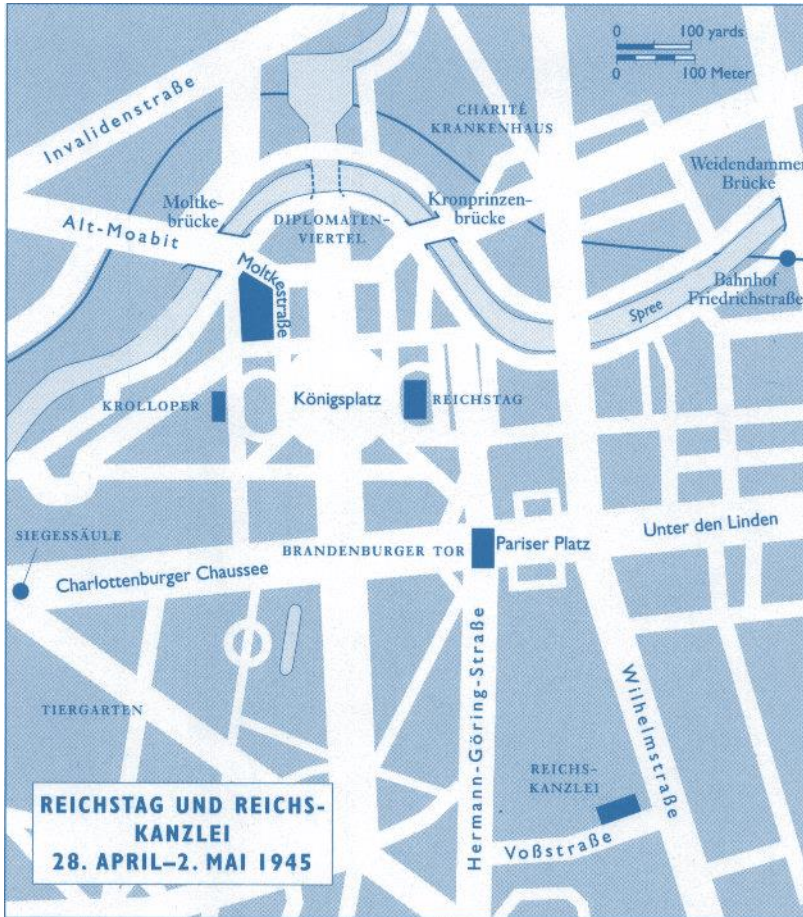 0 100 yards
0 100 Meter
Invalidenstraße
CHARITÉ
KRANKENHAUS
Weidendammer
Brücke
Moltke-
brücke
Kronprinzen-
brücke
DIPLOMATEN-
VIERTEL
Alt-Moabit
Moltkestraße
Bahnhof
Friedrichstraße
Spree
KROLLOPER
Königsplatz
REICHSTAG
SIEGESSÄULE
BRANDENBURGER TOR
Pariser Platz
Unter den Linden
Charlottenburger Chaussee
Hermann-Göring-Straße
Wilhelmstraße
TIERGARTEN
REICHS-
KANZLEI
Voßstraße
REICHSTAG UND REICHS-
KANZLEI
28. APRIL–2. MAI 1945